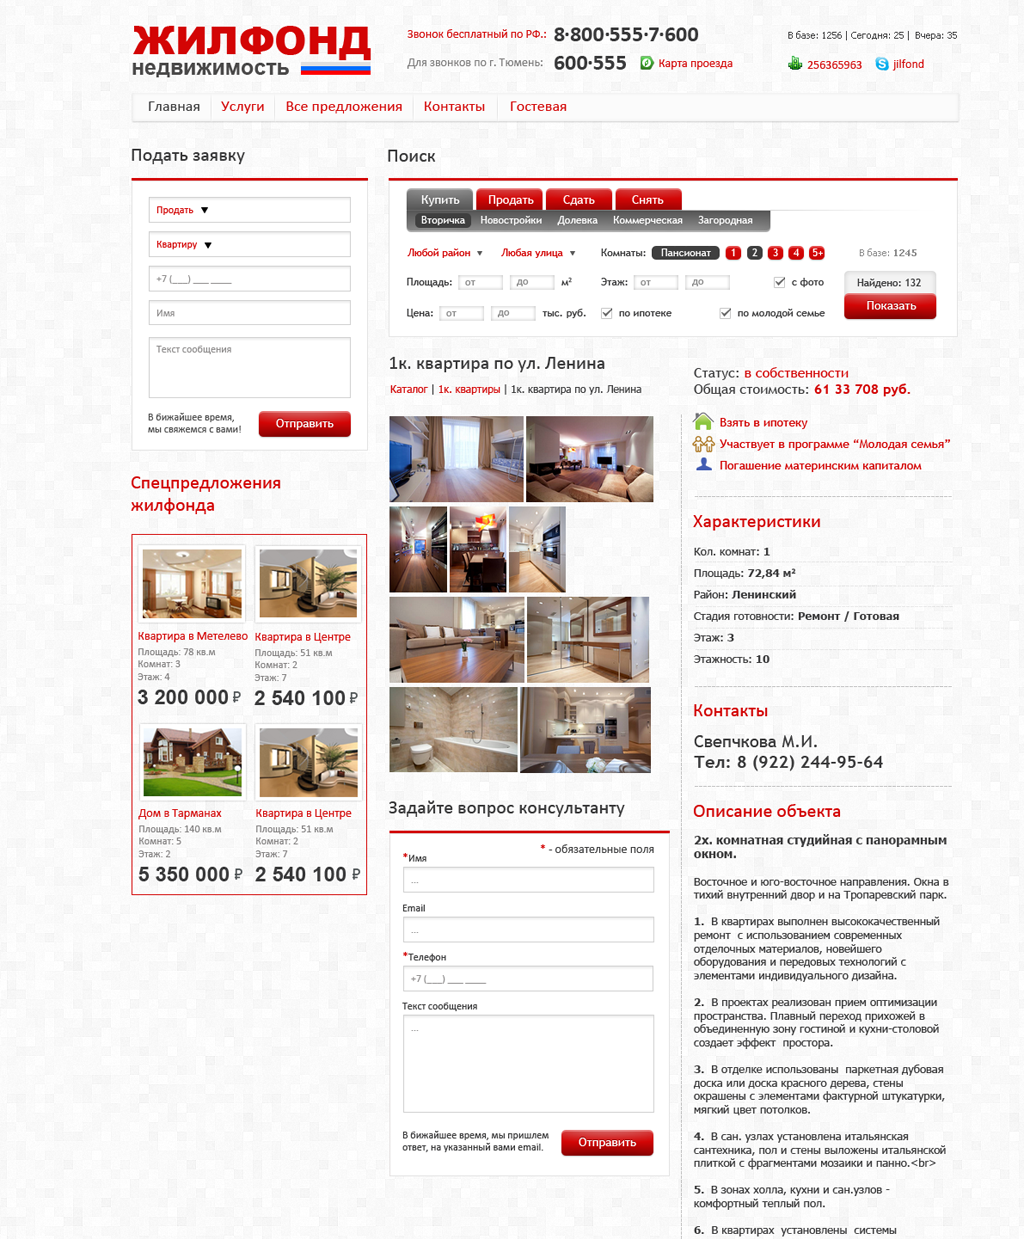 ЖИЛФОНД
недвижимость
Звонок бесплатный по РФ.: 8·800·555·7·600
Для звонков по г. Тюмень: 600·555 Карта проезда
В базе: 1256 | Сегодня: 25 | Вчера: 35
256365963 jilfond
Главная Услуги Все предложения Контакты Гостевая
Подать заявку
Продать
Квартиру
+7 (___) ___ ____
Имя
Текст сообщения
В бижайшее время,
мы свяжемся с вами!
Отправить
Спецпредложения
жилфонда
Квартира в Метелево
Площадь: 78 кв.м
Комнат: 3
Этаж: 4
3 200 000 ₽
Квартира в Центре
Площадь: 51 кв.м
Комнат: 2
Этаж: 7
2 540 100 ₽
Дом в Тарманах
Площадь: 140 кв.м
Комнат: 5
Этаж: 2
5 350 000 ₽
Квартира в Центре
Площадь: 51 кв.м
Комнат: 2
Этаж: 7
2 540 100 ₽
Поиск
Купить Продать Сдать Снять
Вторичка Новостройки Долевка Коммерческая Загородная
Любой район Любая улица Комнаты: Пансионат 1 2 3 4 5+ В базе: 1245
Площадь: от до м² Этаж: от до с фото Найдено: 132
Цена: от до тыс. руб. по ипотеке по молодой семье Показать
1к. квартира по ул. Ленина
Каталог | 1к. квартиры | 1к. квартира по ул. Ленина
Задайте вопрос консультанту
* - обязательные поля
*Имя
...
Email
...
*Телефон
+7 (___) ___ ____
Текст сообщения
...
В бижайшее время, мы пришлем
ответ, на указанный вами email.
Отправить
Статус: в собственности
Общая стоимость: 61 33 708 руб.
Взять в ипотеку
Участвует в программе “Молодая семья”
Погашение материнским капиталом
Характеристики
Кол. комнат: 1
Площадь: 72,84 м²
Район: Ленинский
Стадия готовности: Ремонт / Готовая
Этаж: 3
Этажность: 10
Контакты
Свепчкова М.И.
Тел: 8 (922) 244-95-64
Описание объекта
2х. комнатная студийная с панорамным
окном.
Восточное и юго-восточное направления. Окна в
тихий внутренний двор и на Тропаревский парк.
1. В квартирах выполнен высококачественный
ремонт с использованием современных
отделочных материалов, новейшего
оборудования и передовых технологий с
элементами индивидуального дизайна.
2. В проектах реализован прием оптимизации
пространства. Плавный переход прихожей в
объединенную зону гостиной и кухни-столовой
создает эффект простора.
3. В отделке использованы паркетная дубовая
доска или доска красного дерева, стены
окрашены с элементами фактурной штукатурки,
мягкий цвет потолков.
4. В сан. узлах установлена итальянская
сантехника, пол и стены выложены итальянской
плиткой с фрагментами мозаики и панно.<br>
5. В зонах холла, кухни и сан.узлов -
комфортный теплый пол.
6. В квартирах установлены системы